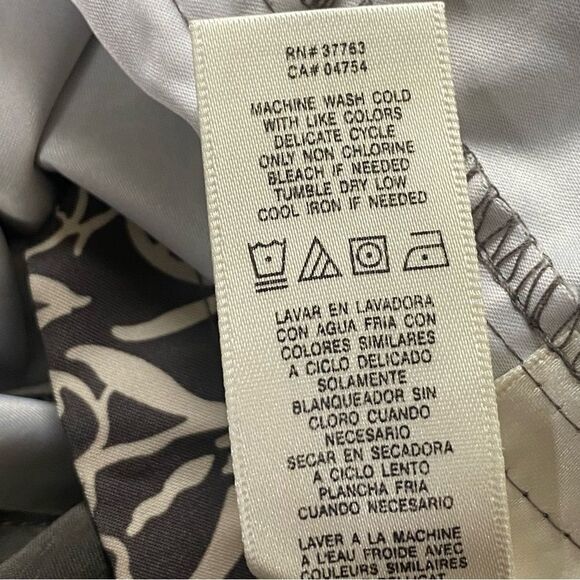 RN# 37763
CA# 04754
MACHINE WASH COLD
WITH LIKE COLORS
DELICATE CYCLE
ONLY NON CHLORINE
BLEACH IF NEEDED
TUMBLE DRY LOW
COOL IRON IF NEEDED
LAVAR EN LAVADORA
CON AGUA FRIA CON
COLORES SIMILARES
A CICLO DELICADO
SOLAMENTE
BLANQUEADOR SIN
CLORO CUANDO
NECESARIO
SECAR EN SECADORA
A CICLO LENTO
PLANCHA FRIA
CUANDO NECESARIO
LAVER A LA MACHINE
A L'EAU FROIDE AVEC
COULEURS SIMILAIRES